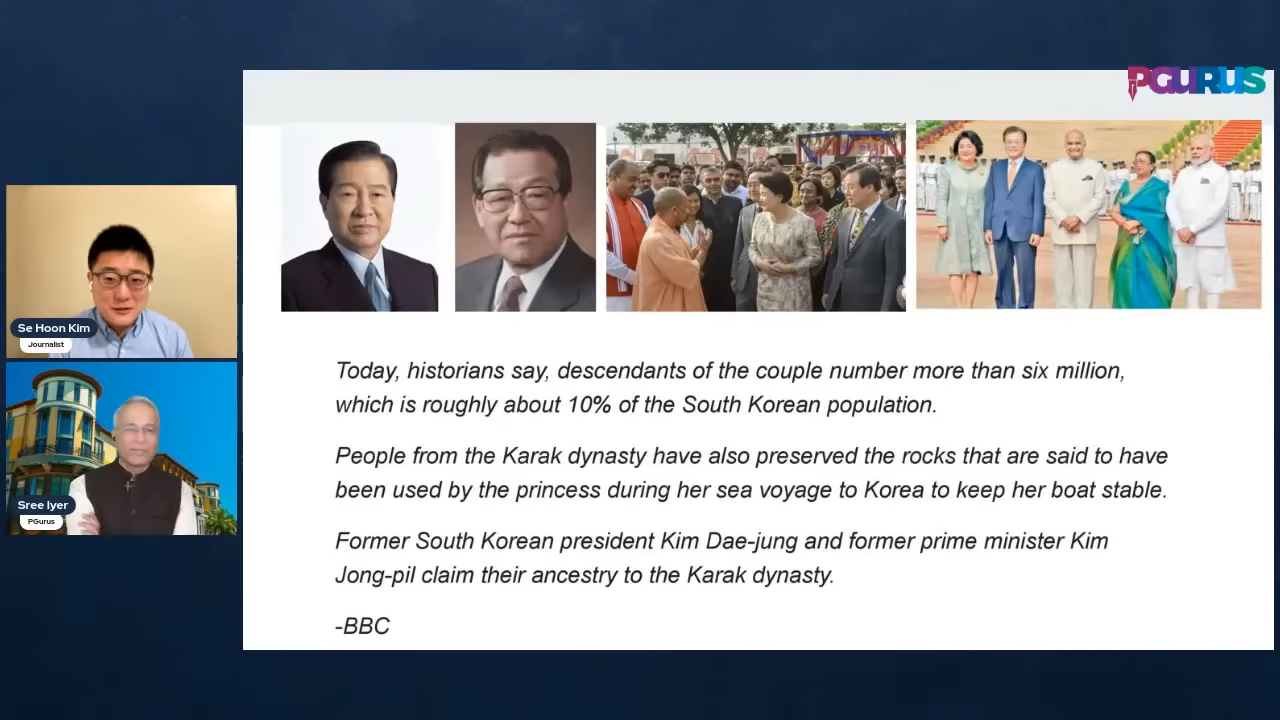 PGURUS
Se Hoon Kim
Journalist
Sree Iyer
PGurus
Today, historians say, descendants of the couple number more than six million,
which is roughly about 10% of the South Korean population.
People from the Karak dynasty have also preserved the rocks that are said to have
been used by the princess during her sea voyage to Korea to keep her boat stable.
Former South Korean president Kim Dae-jung and former prime minister Kim
Jong-pil claim their ancestry to the Karak dynasty.
-BBC